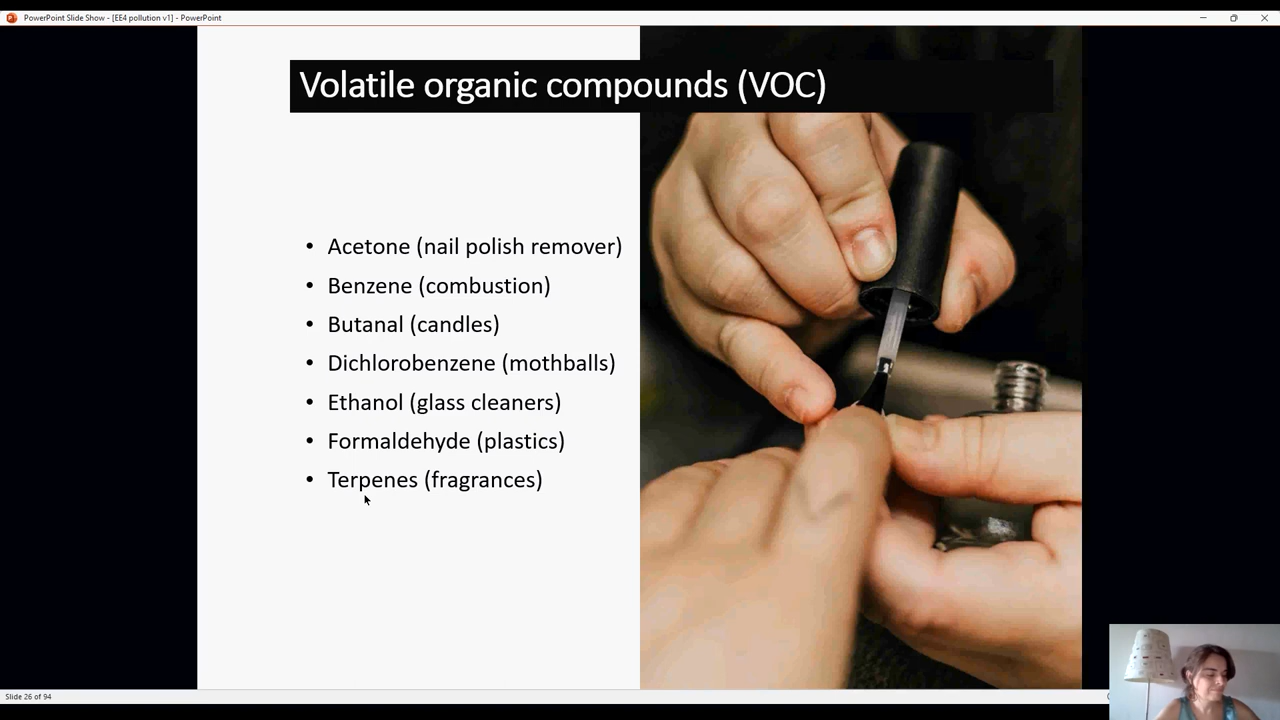 PowerPoint Slide Show - [EE4 pollution v1] - PowerPoint
Volatile organic compounds (VOC)
• Acetone (nail polish remover)
• Benzene (combustion)
• Butanal (candles)
• Dichlorobenzene (mothballs)
• Ethanol (glass cleaners)
• Formaldehyde (plastics)
• Terpenes (fragrances)
Slide 26 of 94